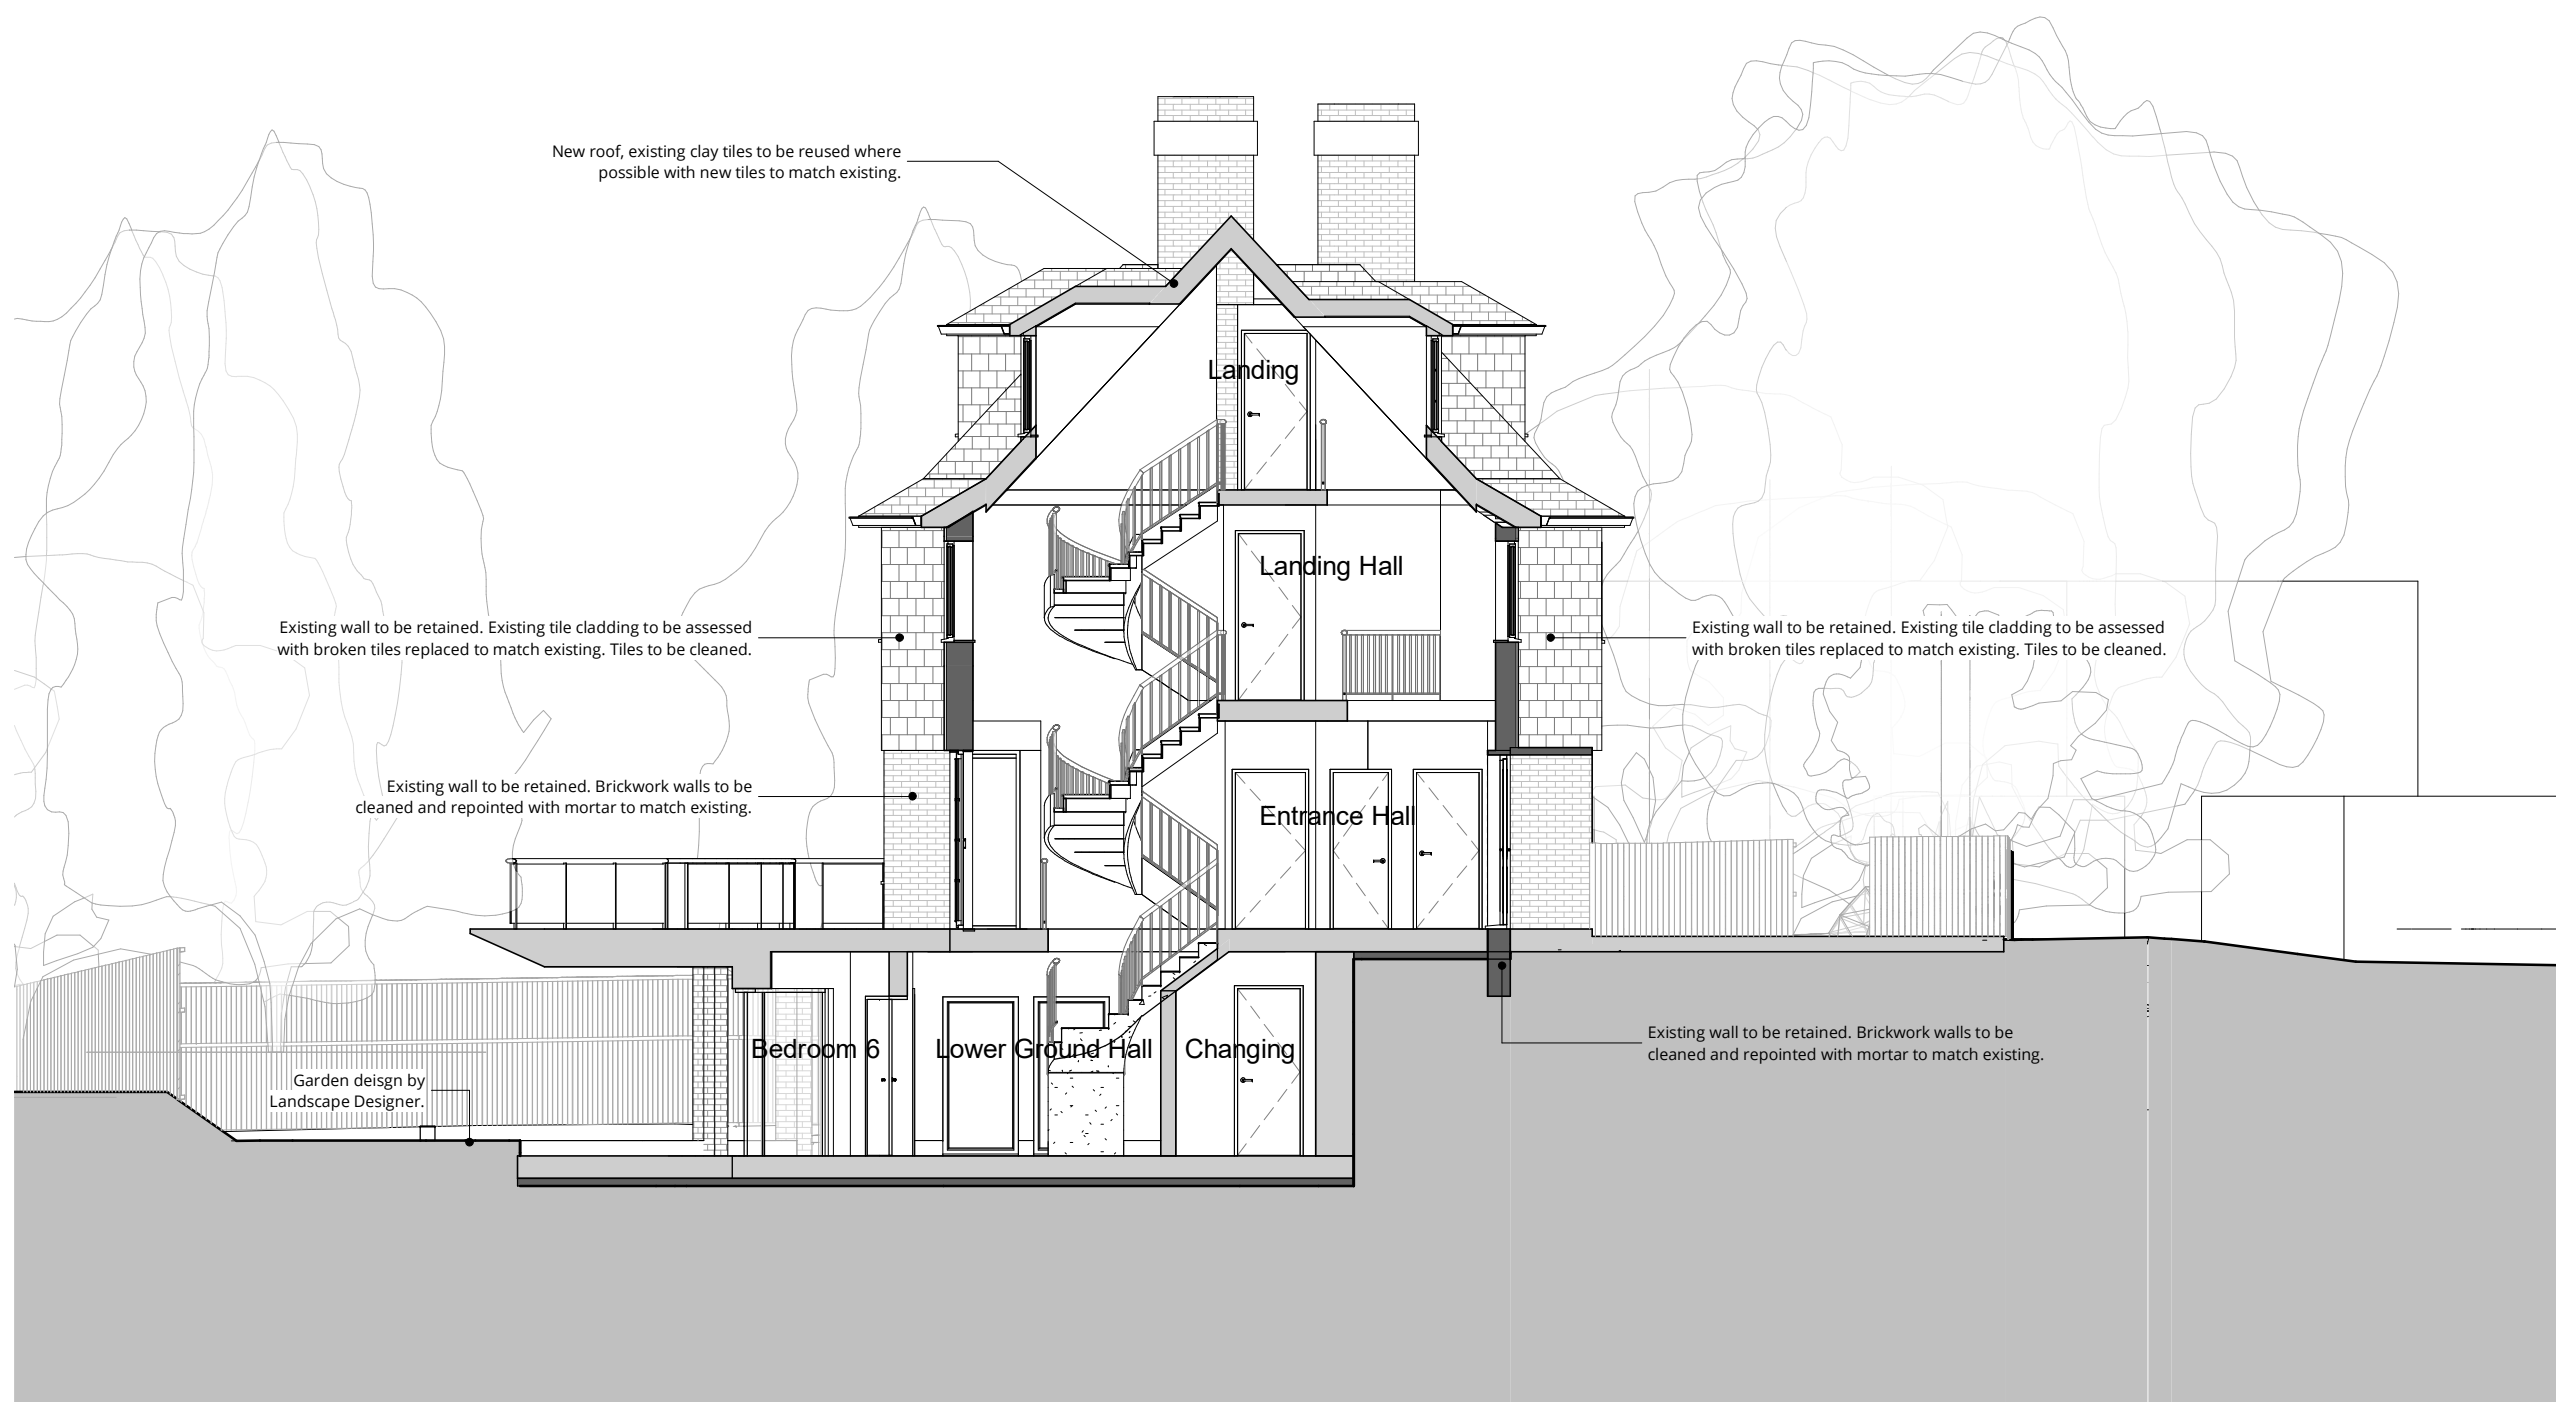 New roof, existing clay tiles to be reused where
possible with new tiles to match existing.
Landing
Landing Hall
Existing wall to be retained. Existing tile cladding to be assessed
with broken tiles replaced to match existing. Tiles to be cleaned.
Existing wall to be retained. Existing tile cladding to be assessed
with broken tiles replaced to match existing. Tiles to be cleaned.
Existing wall to be retained. Brickwork walls to be
cleaned and repointed with mortar to match existing.
Entrance Hall
Bedroom 6
Lower Ground Hall
Changing
Existing wall to be retained. Brickwork walls to be
cleaned and repointed with mortar to match existing.
Garden deisgn by
Landscape Designer.